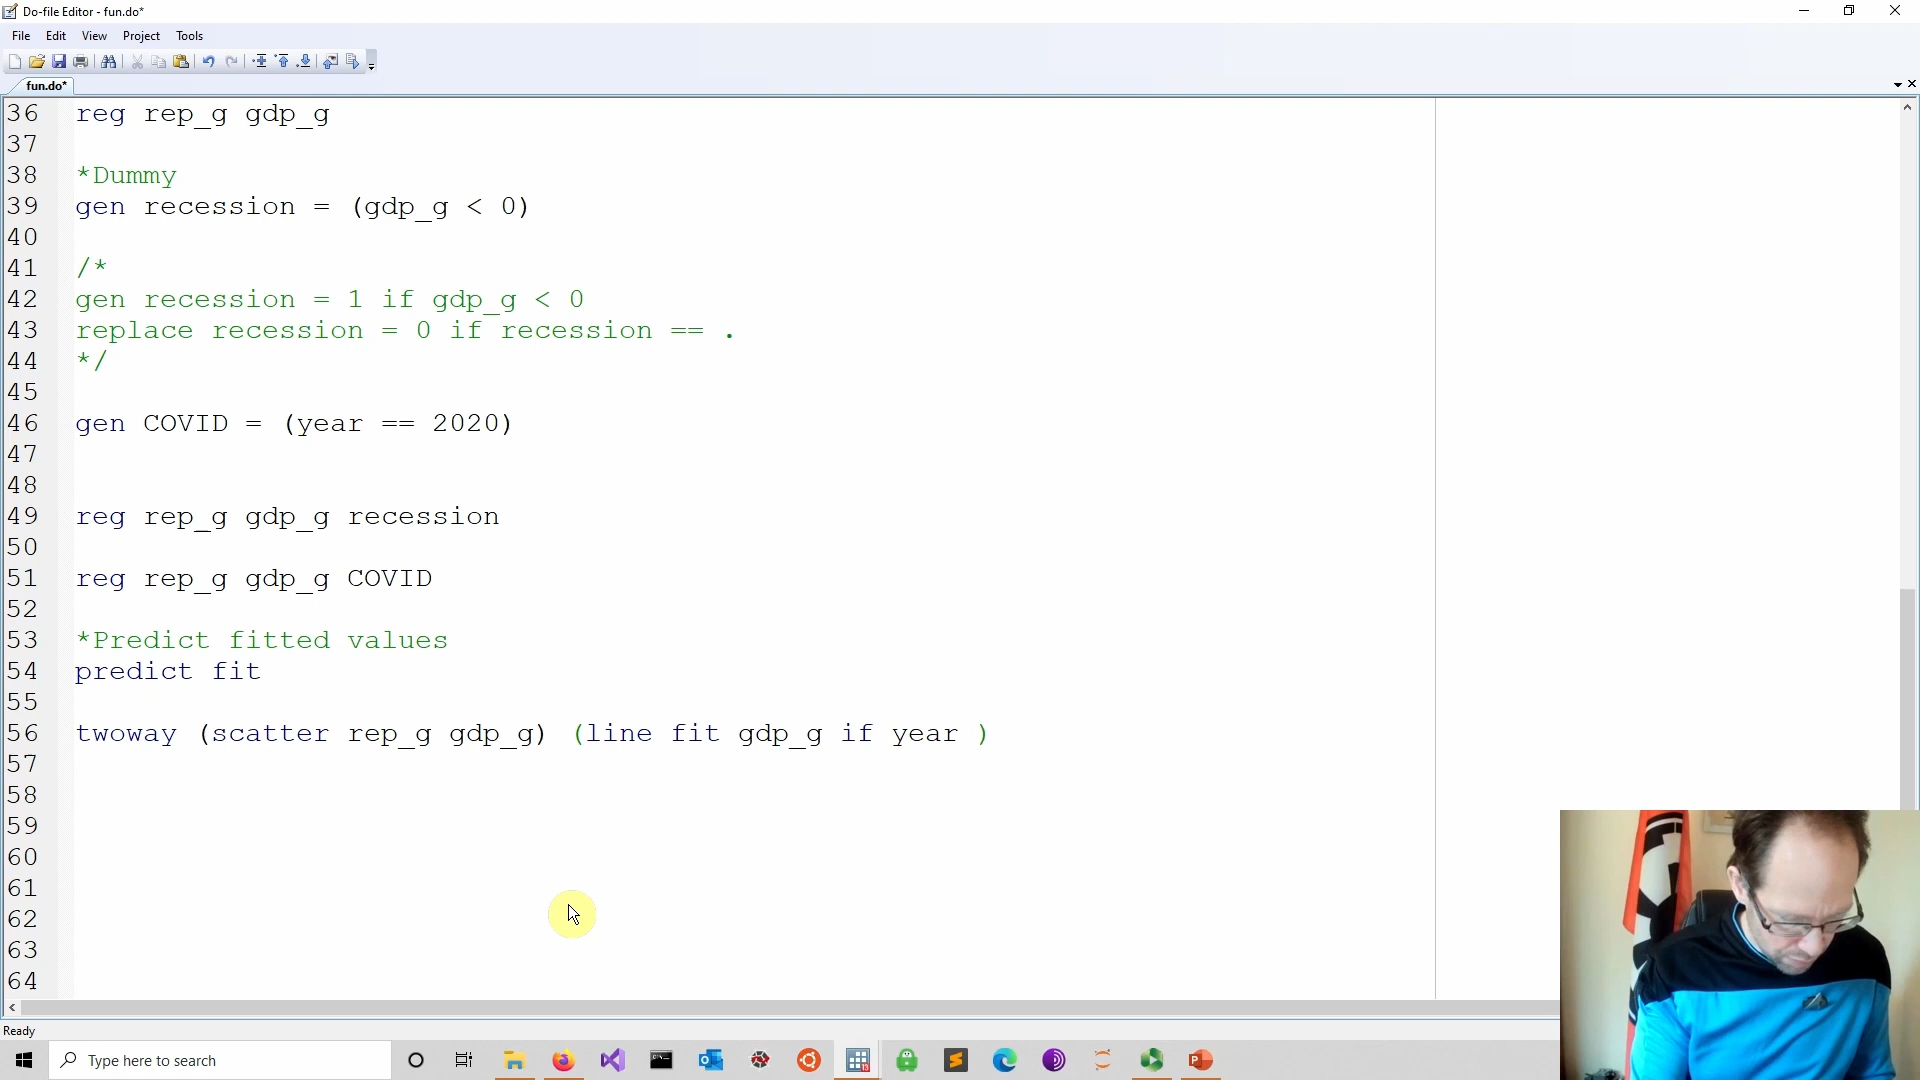 Do-file Editor - fun.do*
File Edit View Project Tools
fun.do*
36 reg rep_g gdp_g
37
38 *Dummy
39 gen recession = (gdp_g < 0)
40
41 /*
42 gen recession = 1 if gdp_g < 0
43 replace recession = 0 if recession == .
44 */
45
46 gen COVID = (year == 2020)
47
48
49 reg rep_g gdp_g recession
50
51 reg rep_g gdp_g COVID
52
53 *Predict fitted values
54 predict fit
55
56 twoway (scatter rep_g gdp_g) (line fit gdp_g if year )
57
58
59
60
61
62
63
64
Ready
Type here to search